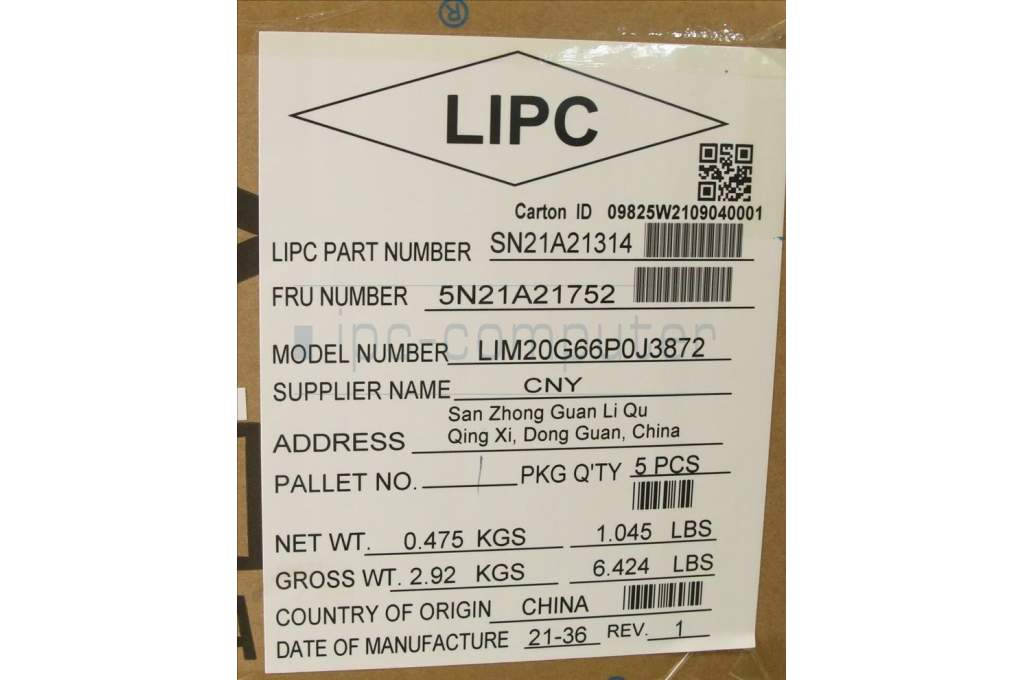 ®
LIPC
Carton ID 09825W2109040001
LIPC PART NUMBER SN21A21314
FRU NUMBER 5N21A21752
ipc-computer
MODEL NUMBER LIM20G66P0J3872
SUPPLIER NAME CNY
San Zhong Guan Li Qu
ADDRESS Qing Xi, Dong Guan, China
PALLET NO. / PKG Q'TY 5 PCS
NET WT. 0.475 KGS 1.045 LBS
GROSS WT. 2.92 KGS 6.424 LBS
COUNTRY OF ORIGIN CHINA
DATE OF MANUFACTURE 21-36 REV. 1